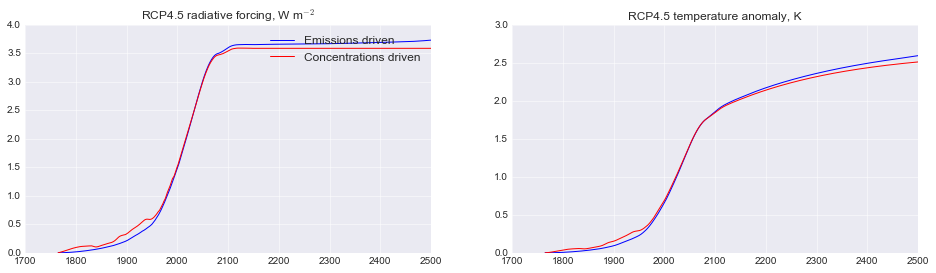 RCP4.5 radiative forcing, W m⁻²
4.0
3.5
3.0
2.5
2.0
1.5
1.0
0.5
0.0
1700 1800 1900 2000 2100 2200 2300 2400 2500
Emissions driven
Concentrations driven
RCP4.5 temperature anomaly, K
3.0
2.5
2.0
1.5
1.0
0.5
0.0
1700 1800 1900 2000 2100 2200 2300 2400 2500